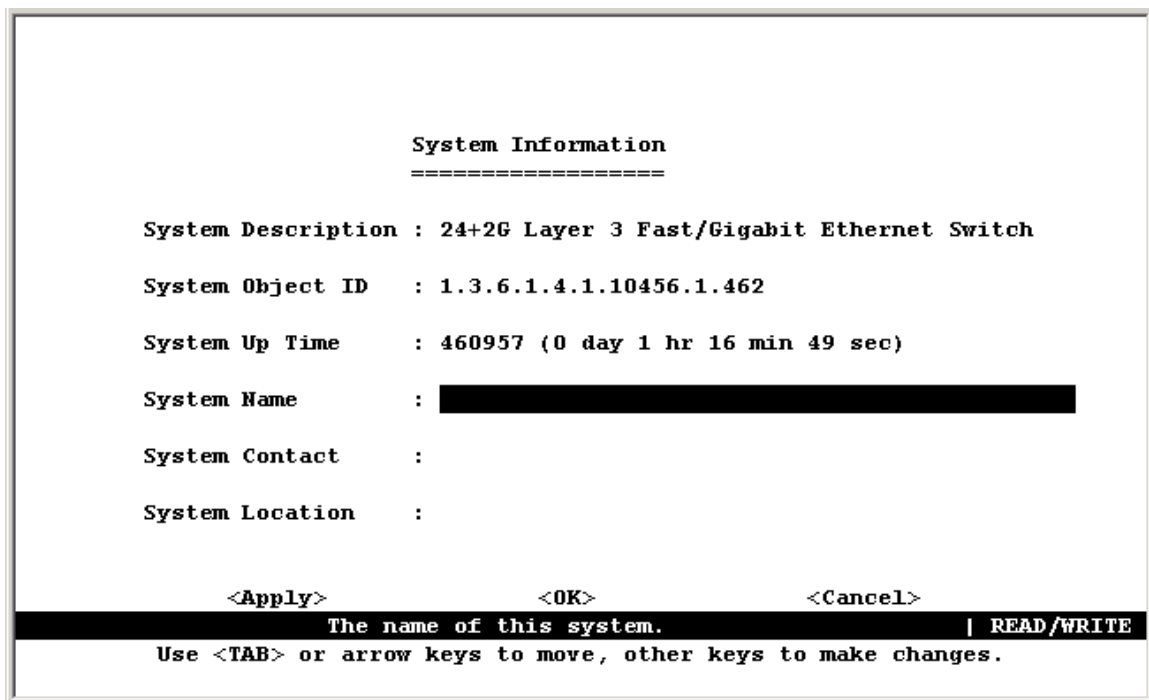 System Information
==================
System Description : 24+2G Layer 3 Fast/Gigabit Ethernet Switch
System Object ID : 1.3.6.1.4.1.10456.1.462
System Up Time : 460957 (0 day 1 hr 16 min 49 sec)
System Name :
System Contact :
System Location :
<Apply> <OK> <Cancel>
The name of this system. | READ/WRITE
Use <TAB> or arrow keys to move, other keys to make changes.